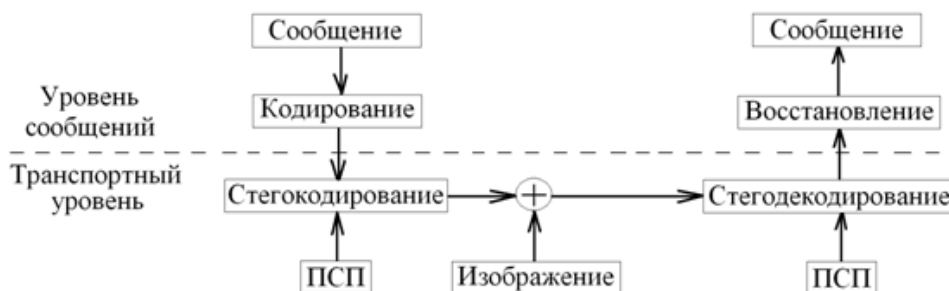 Сообщение
Сообщение
Уровень
сообщений
Кодирование
Восстановление
Транспортный
уровень
Стегокодирование
+
Стегодекодирование
ПСП
Изображение
ПСП